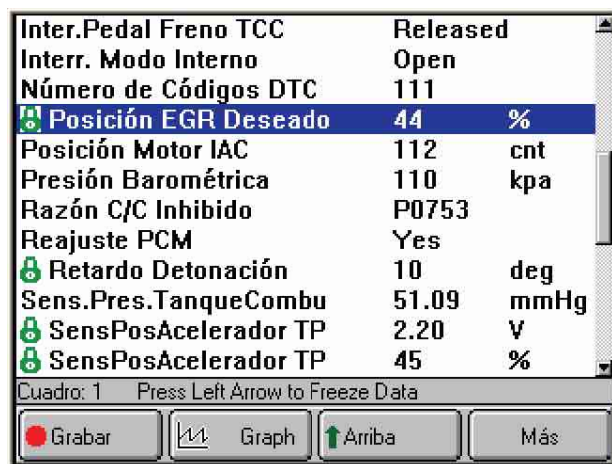 Inter.Pedal Freno TCC Released
Interr. Modo Interno Open
Número de Códigos DTC 111
Posición EGR Deseado 44 %
Posición Motor IAC 112 cnt
Presión Barométrica 110 kpa
Razón C/C Inhibido P0753
Reajuste PCM Yes
Retardo Detonación 10 deg
Sens.Pres.TanqueCombu 51.09 mmHg
SensPosAcelerador TP 2.20 V
SensPosAcelerador TP 45 %
Cuadro: 1 Press Left Arrow to Freeze Data
Grabar Graph Arriba Más